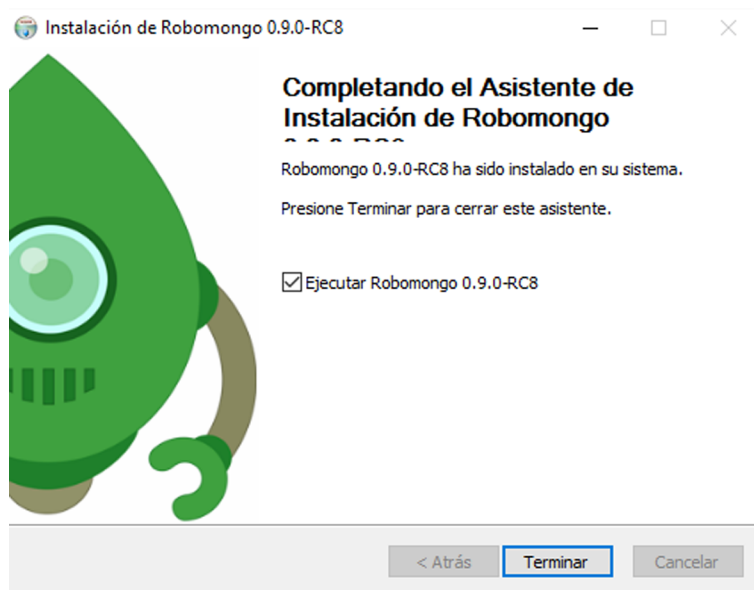 Instalación de Robomongo 0.9.0-RC8
Completando el Asistente de
Instalación de Robomongo
Robomongo 0.9.0-RC8 ha sido instalado en su sistema.
Presione Terminar para cerrar este asistente.
Ejecutar Robomongo 0.9.0-RC8
< Atrás
Terminar
Cancelar